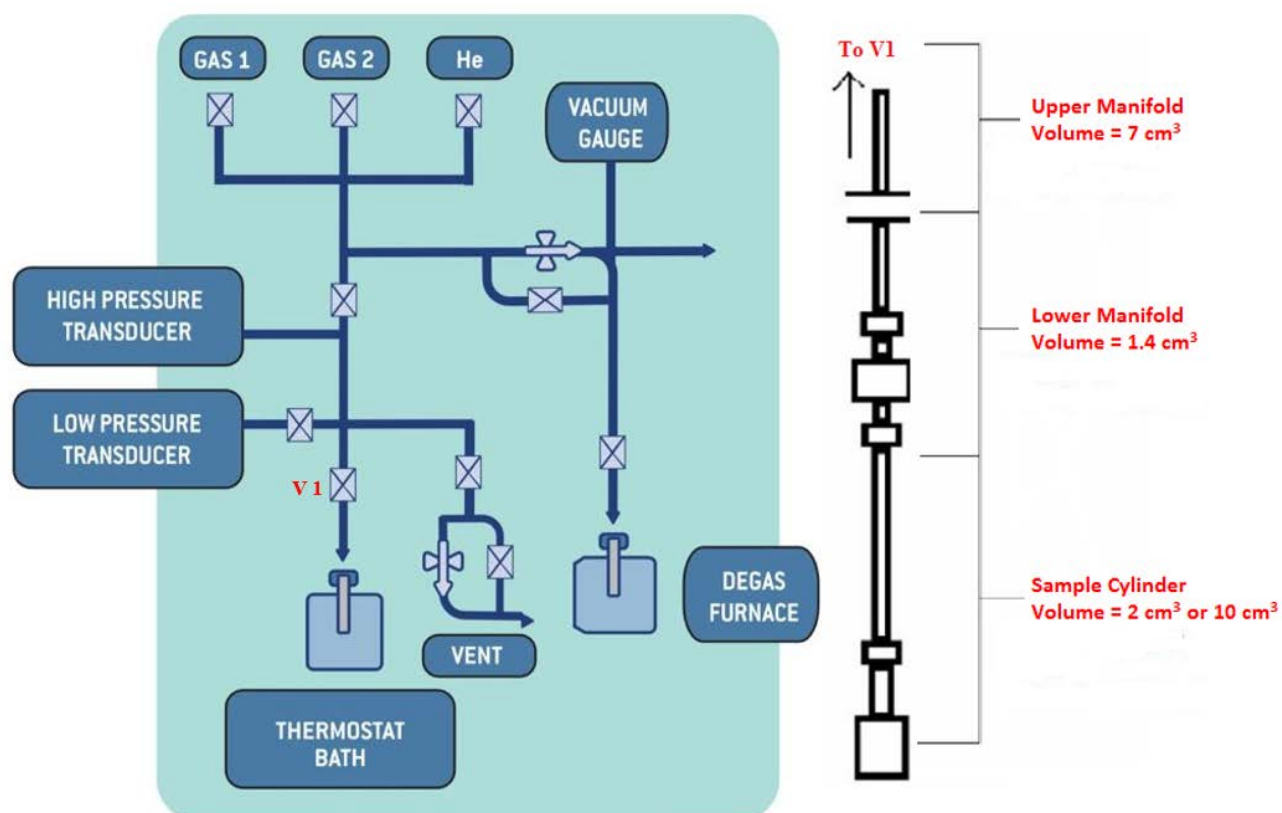 GAS 1
GAS 2
He
VACUUM
GAUGE
HIGH PRESSURE
TRANSDUCER
LOW PRESSURE
TRANSDUCER
V 1
VENT
DEGAS
FURNACE
THERMOSTAT
BATH
To V1
Upper Manifold
Volume = 7 cm³
Lower Manifold
Volume = 1.4 cm³
Sample Cylinder
Volume = 2 cm³ or 10 cm³